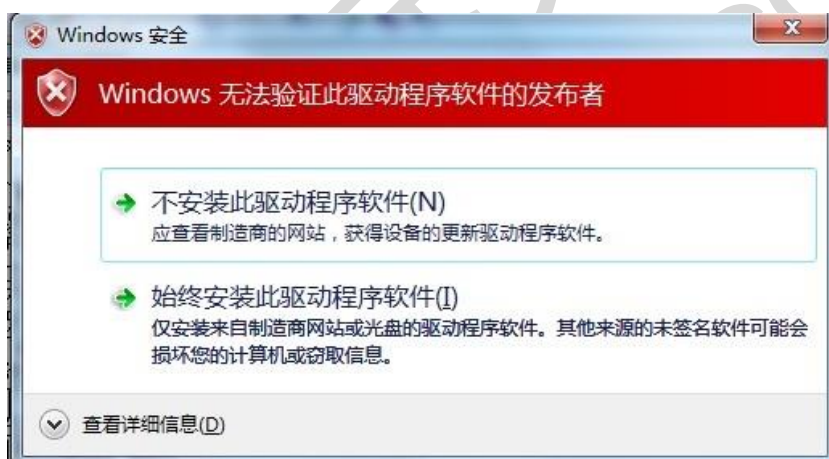 Windows 安全
Windows 无法验证此驱动程序软件的发布者
不安装此驱动程序软件(N)
应查看制造商的网站，获得设备的更新驱动程序软件。
始终安装此驱动程序软件(I)
仅安装来自制造商网站或光盘的驱动程序软件。其他来源的未签名软件可能会
损坏您的计算机或窃取信息。
查看详细信息(D)